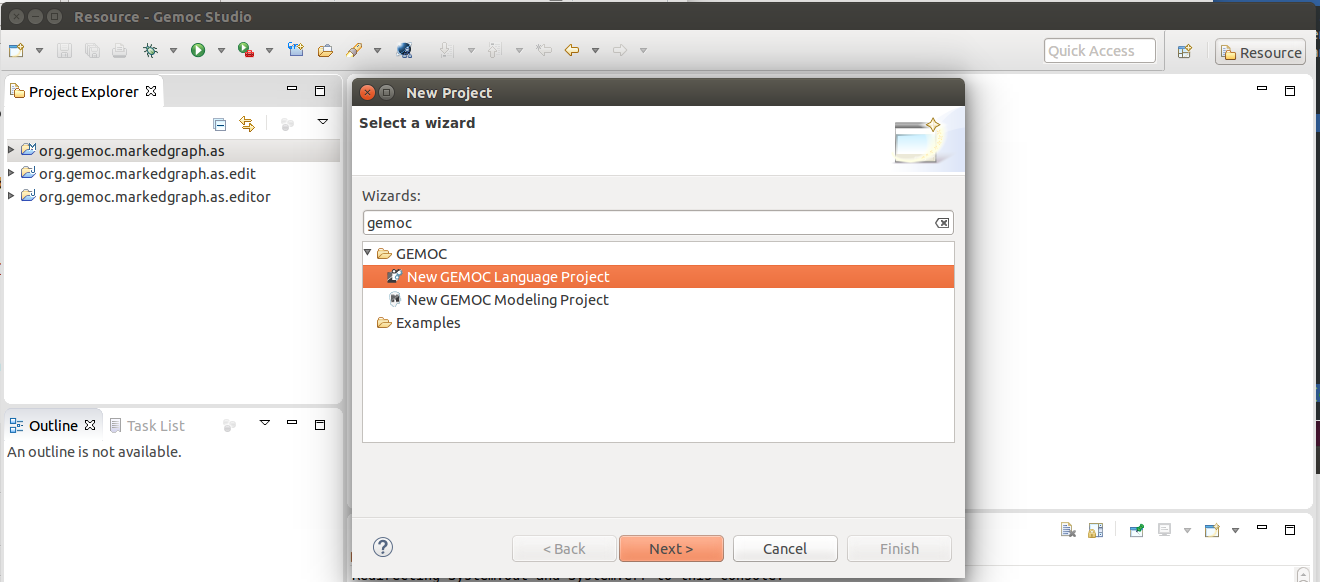 Resource - Gemoc Studio
Quick Access
Resource
Project Explorer
org.gemoc.markedgraph.as
org.gemoc.markedgraph.as.edit
org.gemoc.markedgraph.as.editor
Outline
Task List
An outline is not available.
New Project
Select a wizard
Wizards:
gemoc
GEMOC
New GEMOC Language Project
New GEMOC Modeling Project
Examples
< Back
Next >
Cancel
Finish